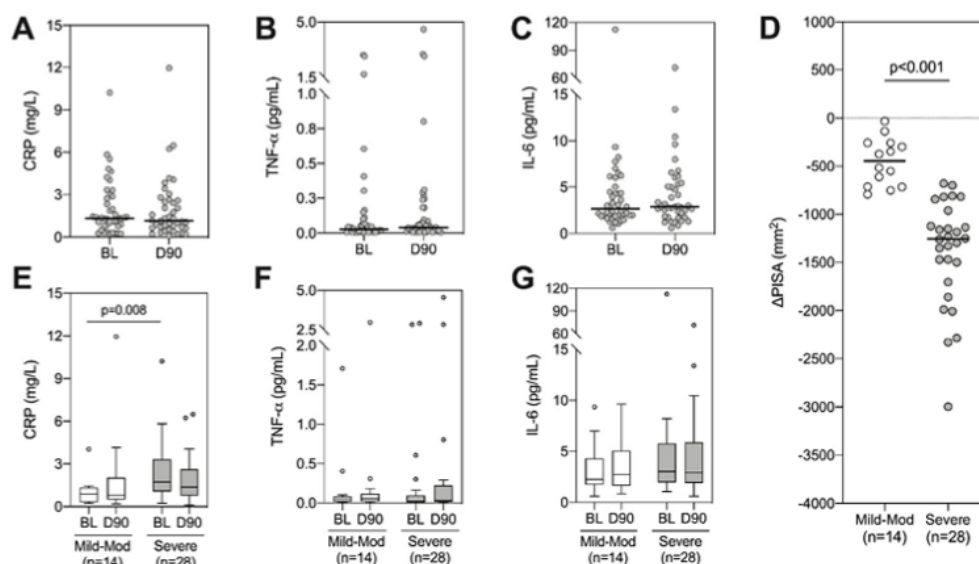 A
CRP (mg/L)
15
12
9
6
3
0
BL
D90
B
TNF-α (pg/mL)
5.0
1.5
1.0
0.8
0.5
0.3
0.0
BL
D90
C
IL-6 (pg/mL)
120
60
15
10
5
0
BL
D90
D
ΔPISA (mm²)
1000
500
0
-500
-1000
-1500
-2000
-2500
-3000
-3500
-4000
p<0.001
Mild-Mod
(n=14)
Severe
(n=28)
E
CRP (mg/L)
15
12
9
6
3
0
p=0.008
BL D90 BL D90
Mild-Mod Severe
(n=14) (n=28)
F
TNF-α (pg/mL)
5.0
2.5
2.0
1.5
1.0
0.5
0.0
BL D90 BL D90
Mild-Mod Severe
(n=14) (n=28)
G
IL-6 (pg/mL)
120
90
60
15
10
5
0
BL D90 BL D90
Mild-Mod Severe
(n=14) (n=28)